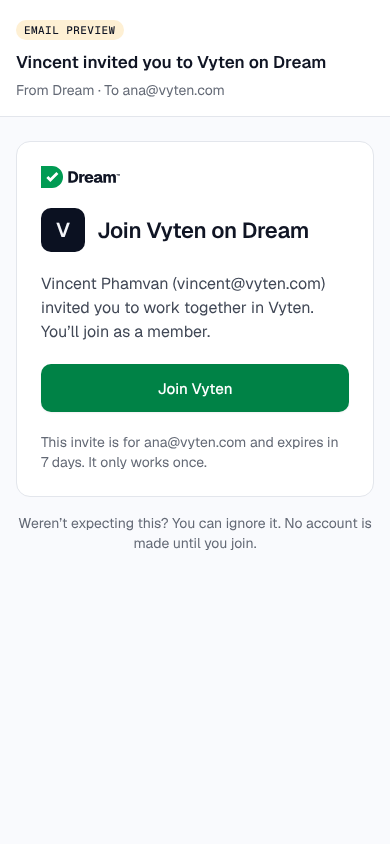 EMAIL PREVIEW
Vincent invited you to Vyten on Dream
From Dream · To ana@vyten.com
Dream™
V
Join Vyten on Dream
Vincent Phamvan (vincent@vyten.com)
invited you to work together in Vyten.
You’ll join as a member.
Join Vyten
This invite is for ana@vyten.com and expires in
7 days. It only works once.
Weren’t expecting this? You can ignore it. No account is
made until you join.